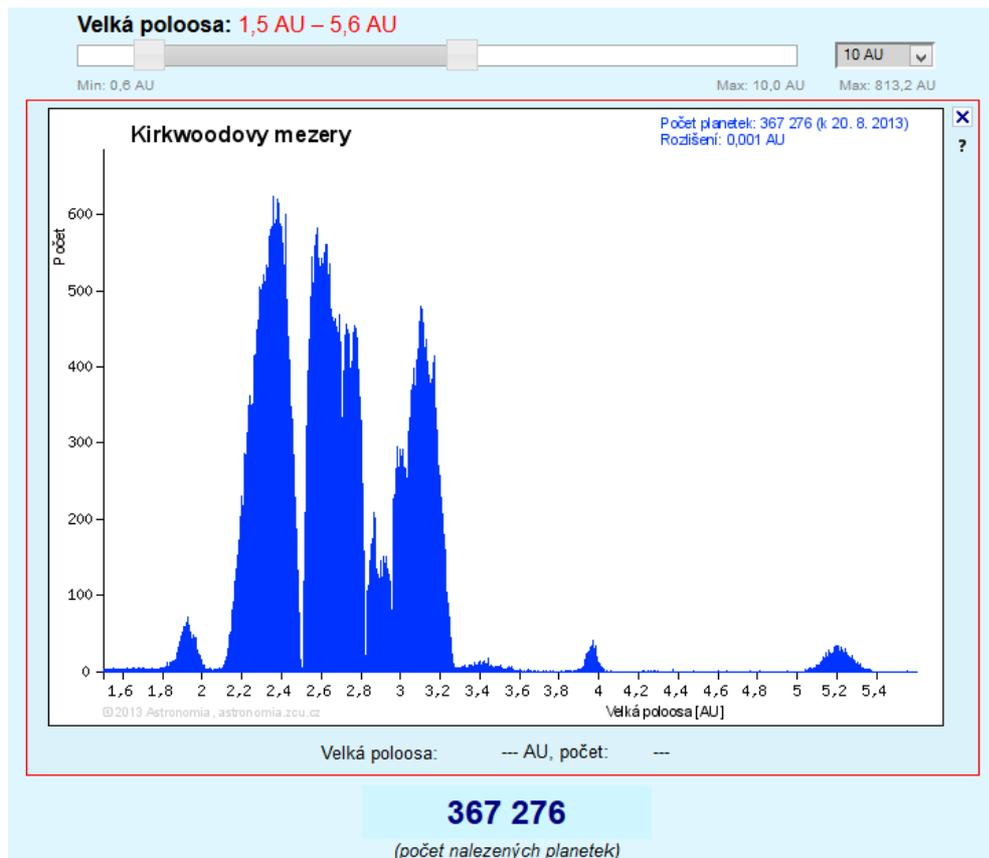 Velká poloosa: 1,5 AU – 5,6 AU
10 AU
Min: 0,6 AU
Max: 10,0 AU
Max: 813,2 AU
Kirkwoodovy mezery
Počet planetek: 367 276 (k 20. 8. 2013)
Rozlišení: 0,001 AU
?
Počet
600
500
400
300
200
100
0
1,6 1,8 2 2,2 2,4 2,6 2,8 3 3,2 3,4 3,6 3,8 4 4,2 4,4 4,6 4,8 5 5,2 5,4
©2013 Astronomia, astronomia.zcu.cz
Velká poloosa [AU]
Velká poloosa: --- AU, počet: ---
367 276
(počet nalezených planetek)